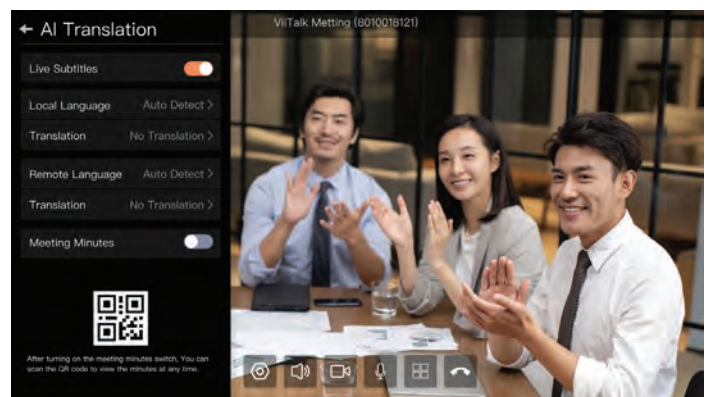 ← AI Translation
ViiTalk Metting (8010018121)
Live Subtitles
Local Language Auto Detect >
Translation No Translation >
Remote Language Auto Detect >
Translation No Translation >
Meeting Minutes
After turning on the meeting minutes switch, You can
scan the QR code to view the minutes at any time.